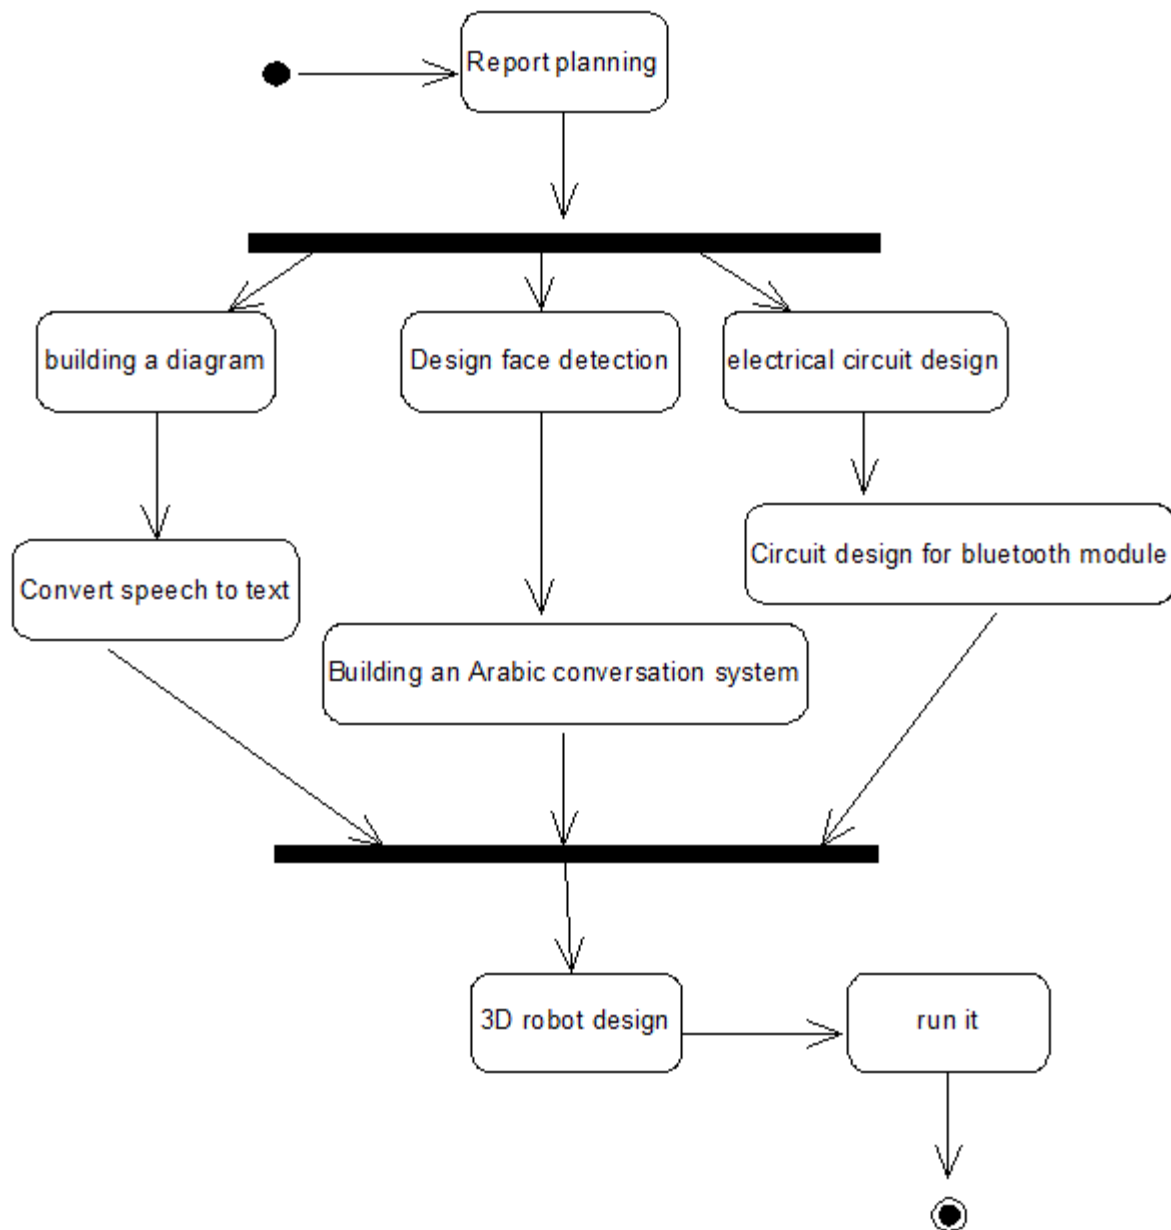 Report planning
building a diagram
Design face detection
electrical circuit design
Convert speech to text
Circuit design for bluetooth module
Building an Arabic conversation system
3D robot design
run it